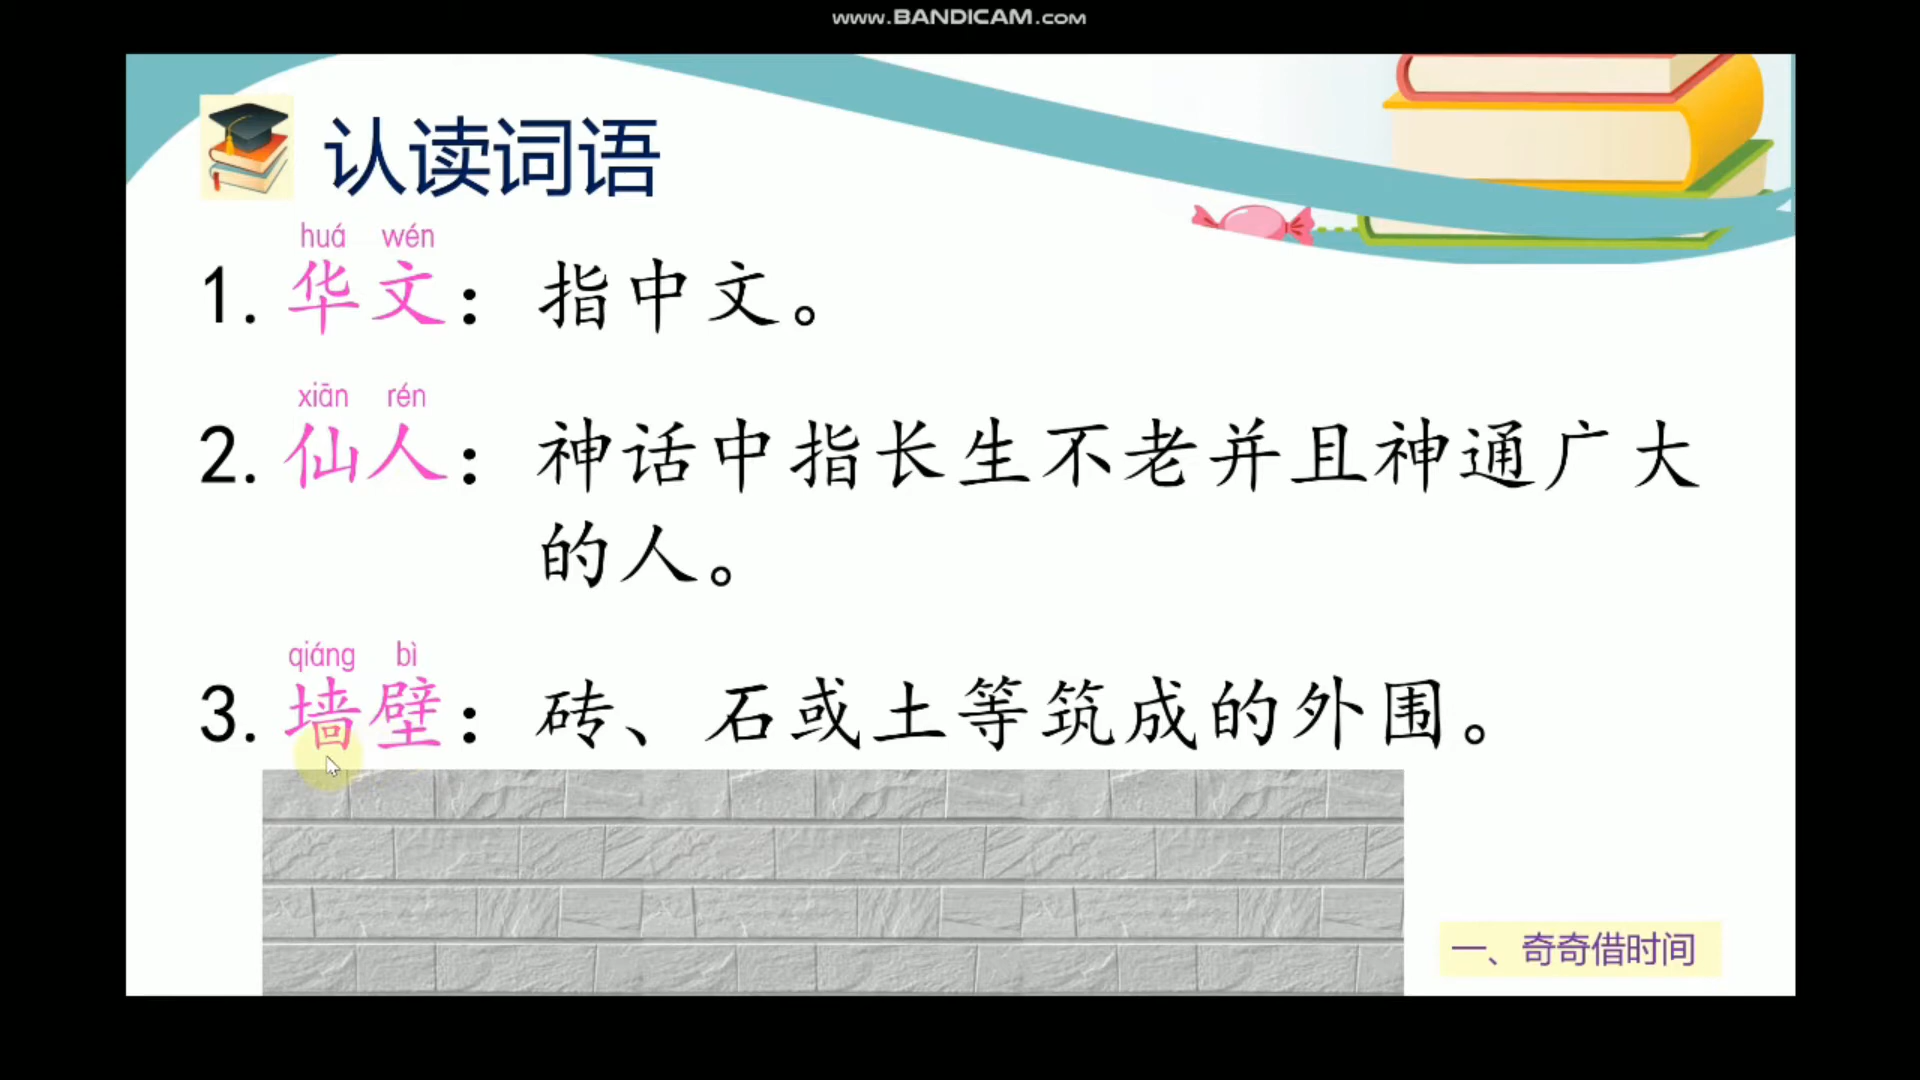 www.BANDICAM.com
认读词语
huá wén
1. 华文：指中文。
xiān rén
2. 仙人：神话中指长生不老并且神通广大
的人。
qiáng bì
3. 墙壁：砖、石或土等筑成的外围。
一、奇奇借时间